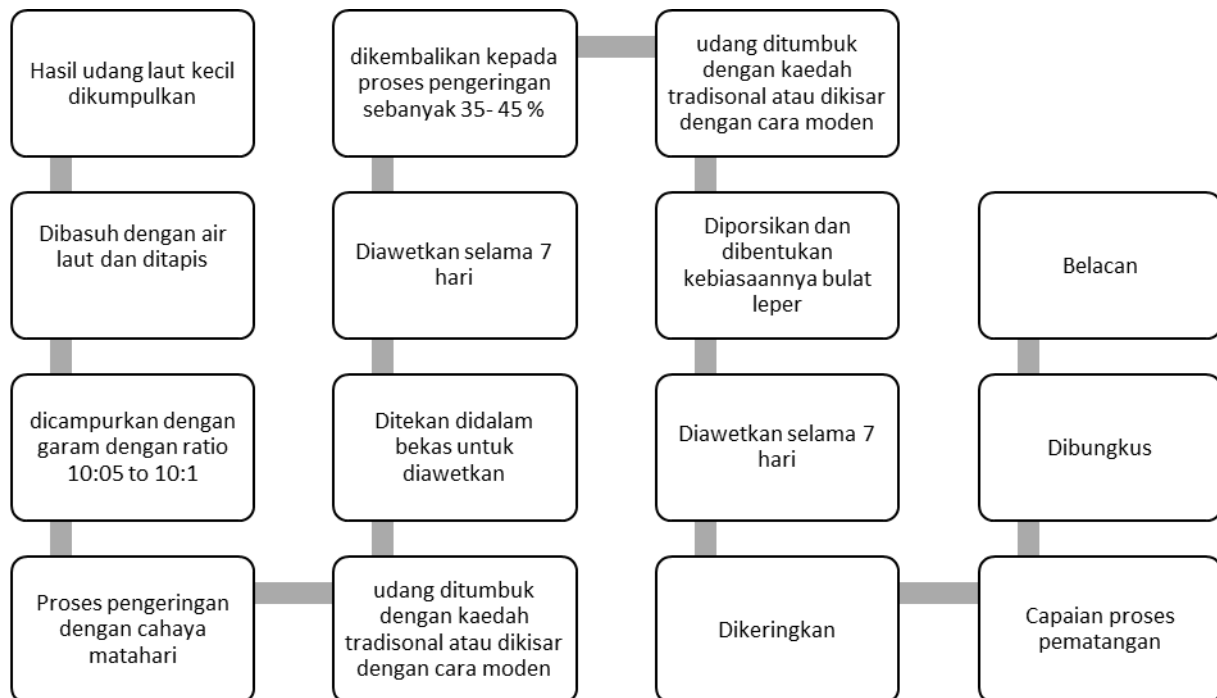 Hasil udang laut kecil
dikumpulkan
Dibasuh dengan air
laut dan ditapis
dicampurkan dengan
garam dengan ratio
10:05 to 10:1
Proses pengeringan
dengan cahaya
matahari
udang ditumbuk
dengan kaedah
tradisonal atau dikisar
dengan cara moden
Ditekan didalam
bekas untuk
diawetkan
Diawetkan selama 7
hari
dikembalikan kepada
proses pengeringan
sebanyak 35- 45 %
udang ditumbuk
dengan kaedah
tradisonal atau dikisar
dengan cara moden
Diporsikan dan
dibentukan
kebiasaannya bulat
leper
Diawetkan selama 7
hari
Dikeringkan
Capaian proses
pematangan
Dibungkus
Belacan